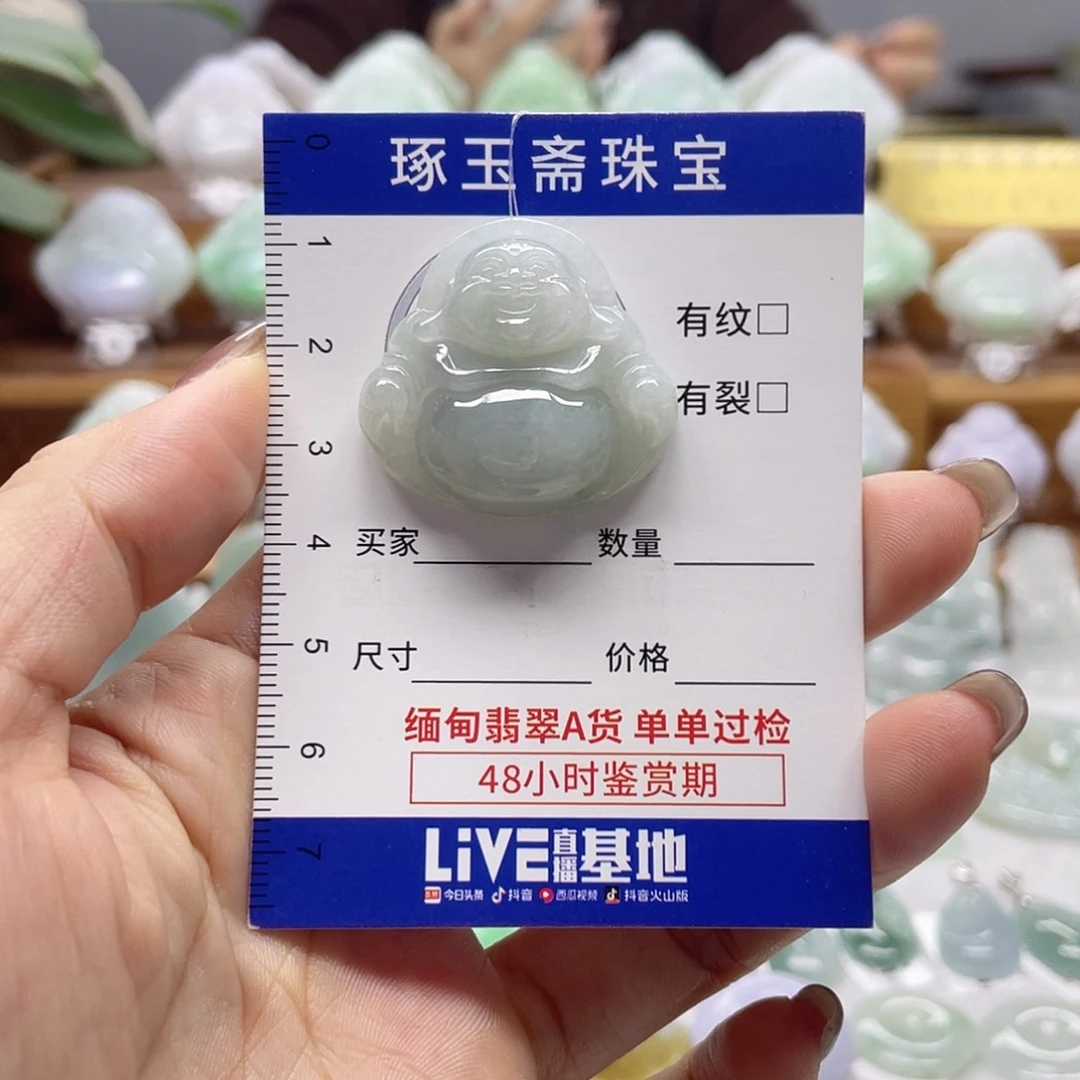 琢玉斋珠宝
0
1
2
3
4
5
6
7
有纹□
有裂□
买家 数量
尺寸 价格
缅甸翡翠A货 单单过检
48小时鉴赏期
LiVE直播基地
今日头条 抖音 西瓜视频 抖音火山版